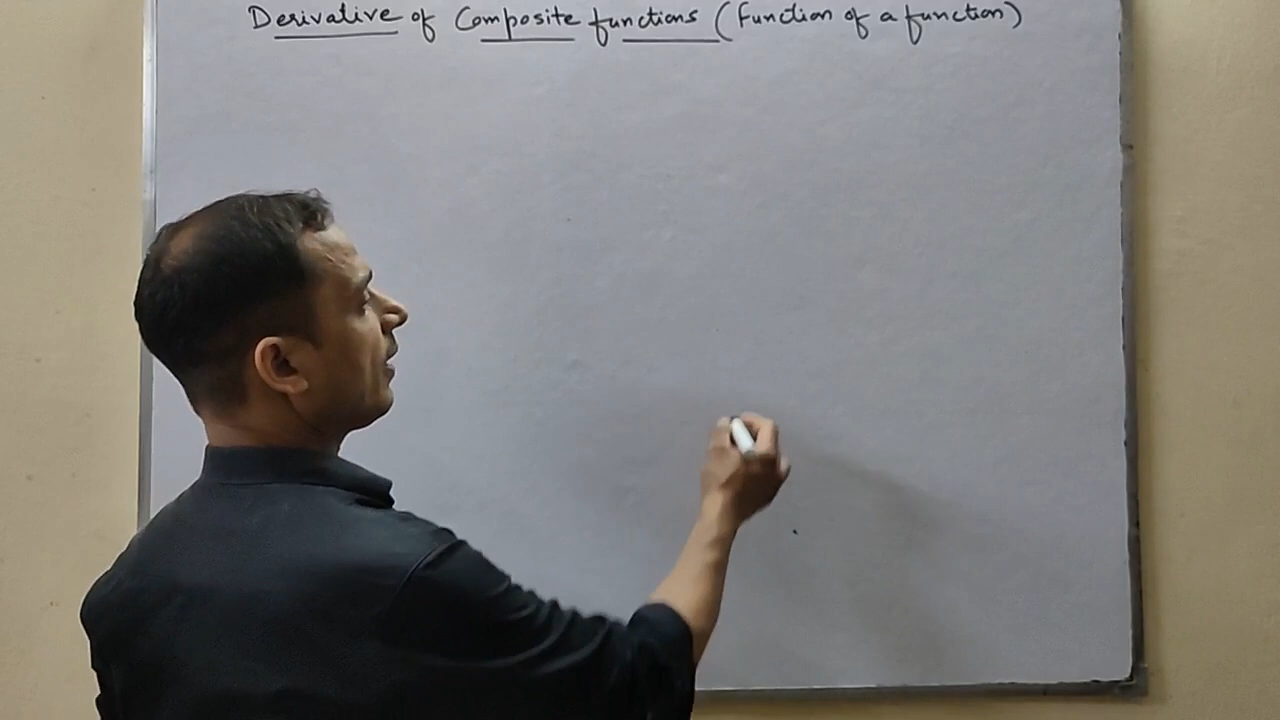 Derivative of Composite functions (Function of a function)